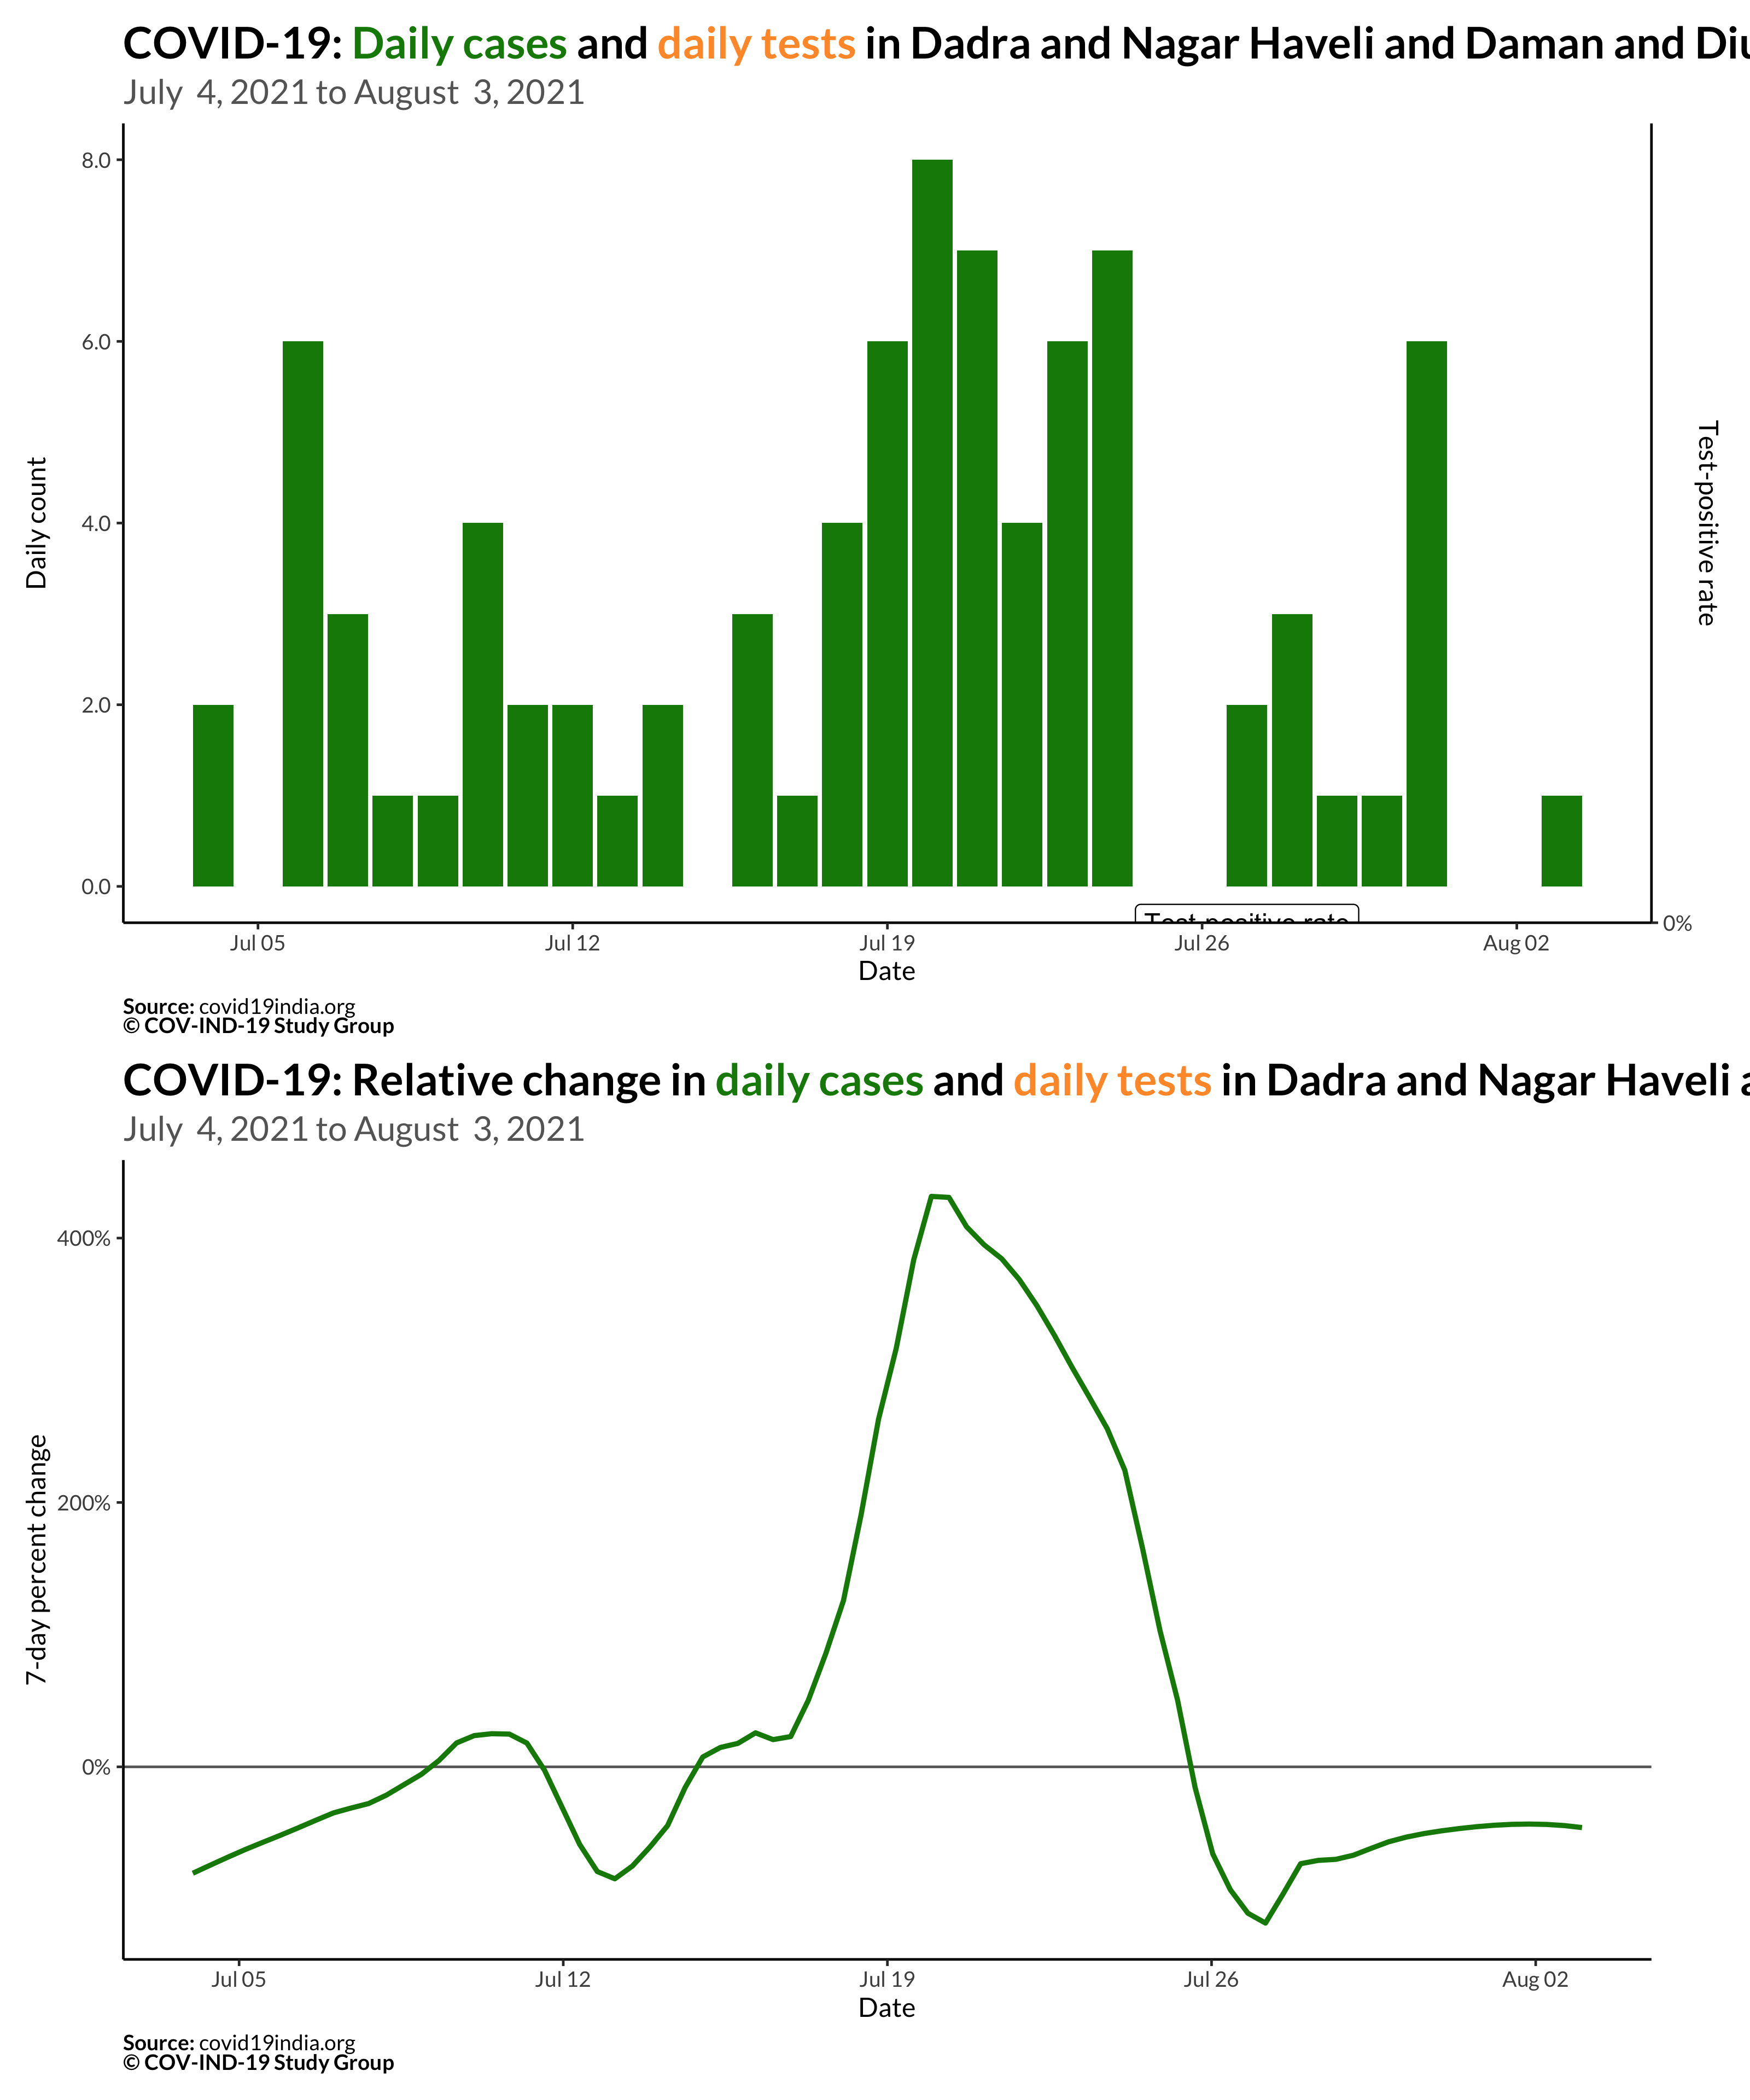 COVID-19: Daily cases and daily tests in Dadra and Nagar Haveli and Daman and Diu
July 4, 2021 to August 3, 2021
8.0
6.0
4.0
2.0
0.0
Daily count
Test-positive rate
Test-positive rate
0%
Jul 05 Jul 12 Jul 19 Jul 26 Aug 02
Date
Source: covid19india.org
© COV-IND-19 Study Group
COVID-19: Relative change in daily cases and daily tests in Dadra and Nagar Haveli
July 4, 2021 to August 3, 2021
400%
200%
0%
7-day percent change
Jul 05 Jul 12 Jul 19 Jul 26 Aug 02
Date
Source: covid19india.org
© COV-IND-19 Study Group